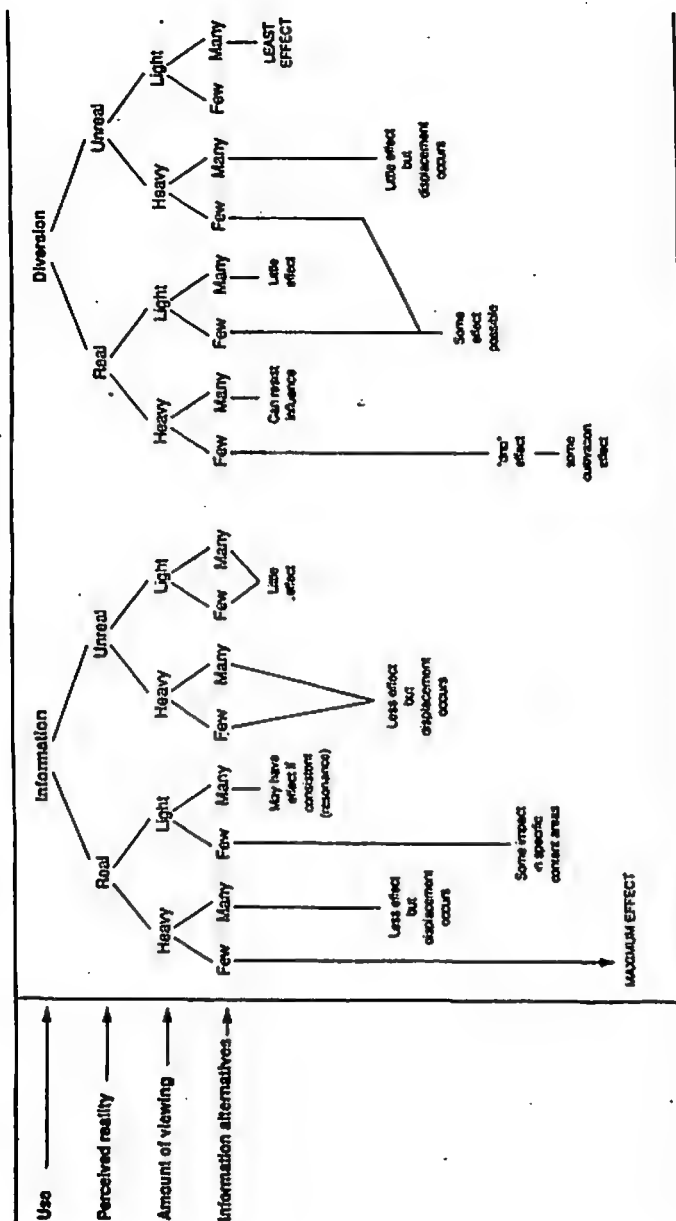 Use
Information
Diversion
Perceived reality
Real
Unreal
Real
Unreal
Amount of viewing
Heavy
Light
Heavy
Light
Heavy
Light
Heavy
Light
Information alternatives
Few
Many
Few
Many
Few
Many
Few
Many
Few
Many
Few
Many
Few
Many
Few
Many
MAXIMUM EFFECT
Less effect
but
displacement
occurs
Some impact
in specific
content areas
May have
effect if
consistent
(resonance)
Less effect
but
displacement
occurs
Little
effect
"drip"
effect
some
effect
Can resist
influence
Some
effect
possible
Little
effect
Little effect
but
displacement
occurs
LEAST
EFFECT